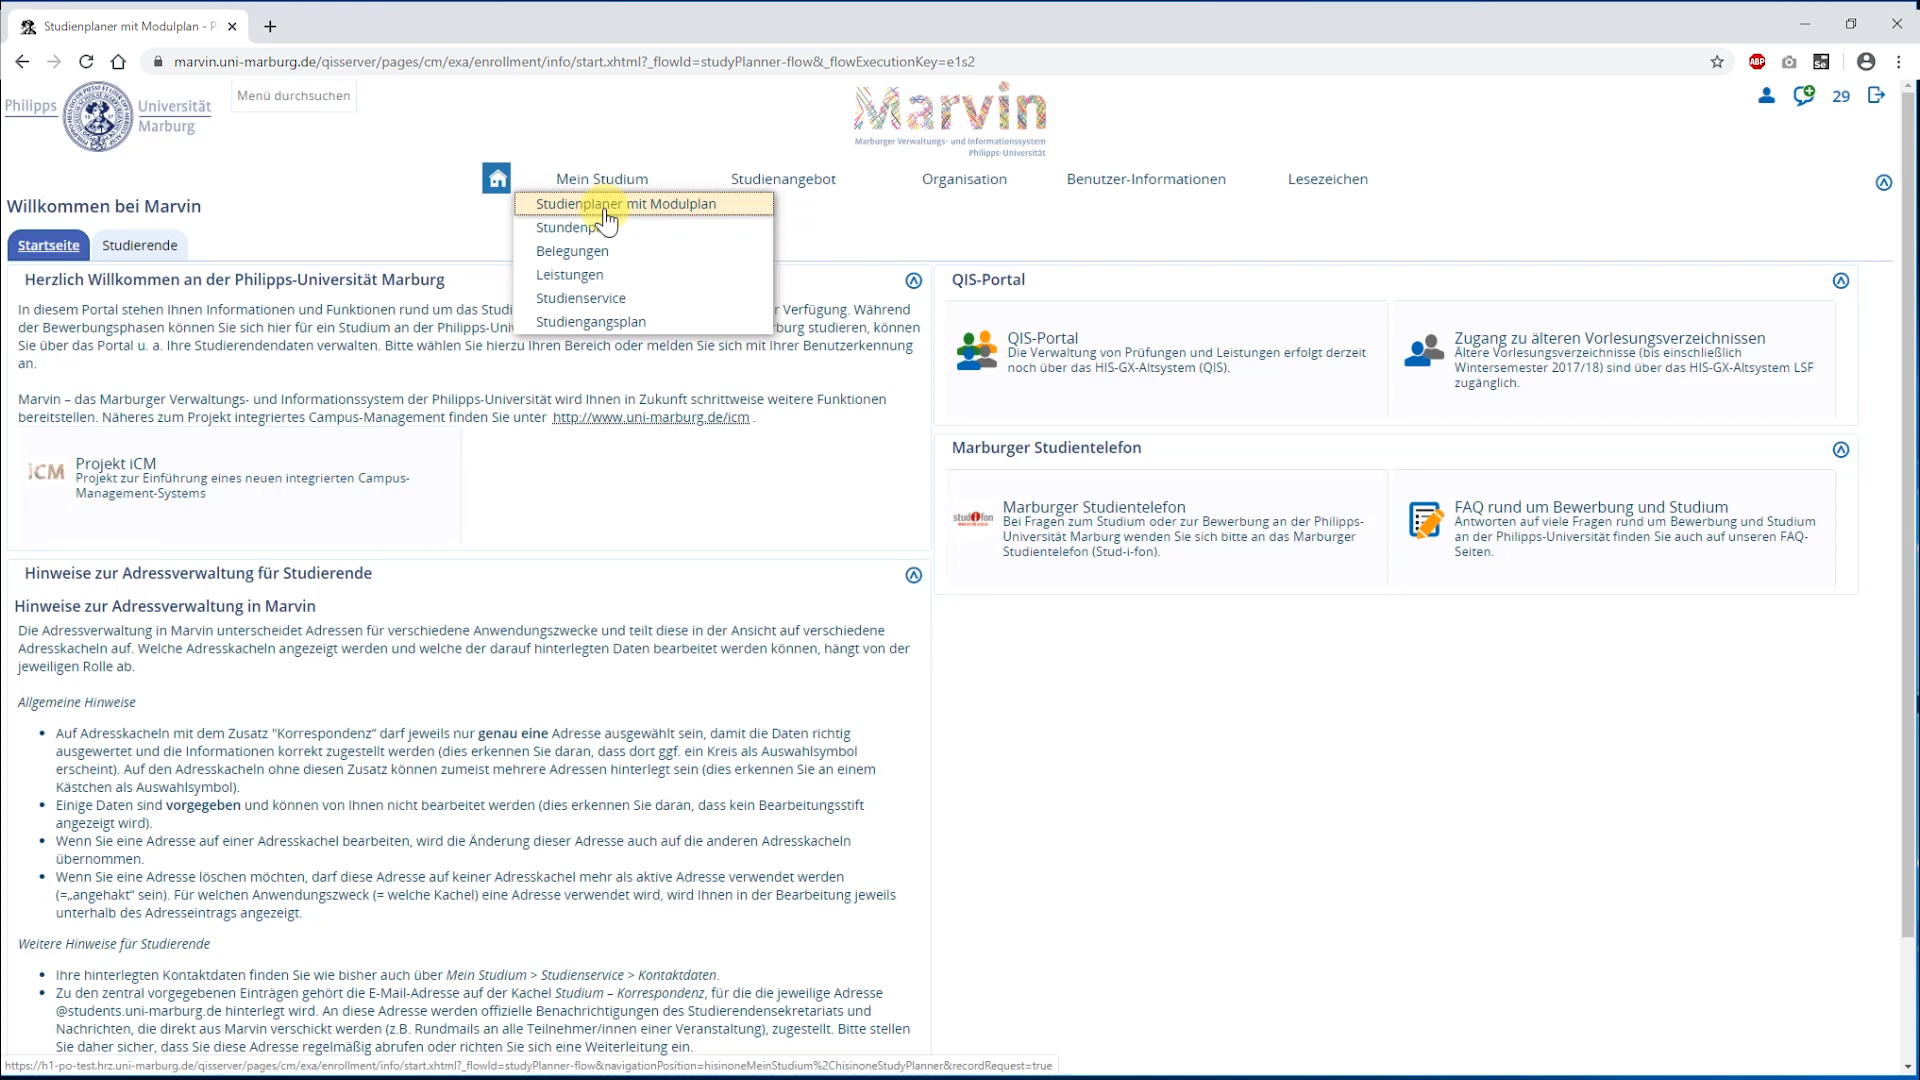 Studienplaner mit Modulplan - P
marvin.uni-marburg.de/qisserver/pages/cm/exa/enrollment/info/start.xhtml?_flowId=studyPlanner-flow&_flowExecutionKey=e1s2
ABP
Se
Philipps
Universität
Marburg
Menü durchsuchen
Marvin
Marburger Verwaltungs- und Informationssystem
Philipps-Universität
29
Mein Studium
Studienangebot
Organisation
Benutzer-Informationen
Lesezeichen
Studienplaner mit Modulplan
Stundenp
Belegungen
Leistungen
Studienservice
Studiengangsplan
Willkommen bei Marvin
Startseite
Studierende
Herzlich Willkommen an der Philipps-Universität Marburg
In diesem Portal stehen Ihnen Informationen und Funktionen rund um das Studi r Verfügung. Während
der Bewerbungsphasen können Sie sich hier für ein Studium an der Philipps-Univ burg studieren, können
Sie über das Portal u. a. Ihre Studierendendaten verwalten. Bitte wählen Sie hierzu Ihren Bereich oder melden Sie sich mit Ihrer Benutzerkennung
an.
Marvin – das Marburger Verwaltungs- und Informationssystem der Philipps-Universität wird Ihnen in Zukunft schrittweise weitere Funktionen
bereitstellen. Näheres zum Projekt integriertes Campus-Management finden Sie unter http://www.uni-marburg.de/icm .
iCM
Projekt iCM
Projekt zur Einführung eines neuen integrierten Campus-
Management-Systems
QIS-Portal
QIS-Portal
Die Verwaltung von Prüfungen und Leistungen erfolgt derzeit
noch über das HIS-GX-Altsystem (QIS).
Zugang zu älteren Vorlesungsverzeichnissen
Ältere Vorlesungsverzeichnisse (bis einschließlich
Wintersemester 2017/18) sind über das HIS-GX-Altsystem LSF
zugänglich.
Marburger Studientelefon
studifon
Marburger Studientelefon
Bei Fragen zum Studium oder zur Bewerbung an der Philipps-
Universität Marburg wenden Sie sich bitte an das Marburger
Studientelefon (Stud-i-fon).
FAQ rund um Bewerbung und Studium
Antworten auf viele Fragen rund um Bewerbung und Studium
an der Philipps-Universität finden Sie auch auf unseren FAQ-
Seiten.
Hinweise zur Adressverwaltung für Studierende
Hinweise zur Adressverwaltung in Marvin
Die Adressverwaltung in Marvin unterscheidet Adressen für verschiedene Anwendungszwecke und teilt diese in der Ansicht auf verschiedene
Adresskacheln auf. Welche Adresskacheln angezeigt werden und welche der darauf hinterlegten Daten bearbeitet werden können, hängt von der
jeweiligen Rolle ab.
Allgemeine Hinweise
• Auf Adresskacheln mit dem Zusatz "Korrespondenz“ darf jeweils nur genau eine Adresse ausgewählt sein, damit die Daten richtig
ausgewertet und die Informationen korrekt zugestellt werden (dies erkennen Sie daran, dass dort ggf. ein Kreis als Auswahlsymbol
erscheint). Auf den Adresskacheln ohne diesen Zusatz können zumeist mehrere Adressen hinterlegt sein (dies erkennen Sie an einem
Kästchen als Auswahlsymbol).
• Einige Daten sind vorgegeben und können von Ihnen nicht bearbeitet werden (dies erkennen Sie daran, dass kein Bearbeitungsstift
angezeigt wird).
• Wenn Sie eine Adresse auf einer Adresskachel bearbeiten, wird die Änderung dieser Adresse auch auf die anderen Adresskacheln
übernommen.
• Wenn Sie eine Adresse löschen möchten, darf diese Adresse auf keiner Adresskachel mehr als aktive Adresse verwendet werden
(=„angehakt“ sein). Für welchen Anwendungszweck (= welche Kachel) eine Adresse verwendet wird, wird Ihnen in der Bearbeitung jeweils
unterhalb des Adresseintrags angezeigt.
Weitere Hinweise für Studierende
• Ihre hinterlegten Kontaktdaten finden Sie wie bisher auch über Mein Studium > Studienservice > Kontaktdaten.
• Zu den zentral vorgegebenen Einträgen gehört die E-Mail-Adresse auf der Kachel Studium – Korrespondenz, für die die jeweilige Adresse
@students.uni-marburg.de hinterlegt wird. An diese Adresse werden offizielle Benachrichtigungen des Studierendensekretariats und
Nachrichten, die direkt aus Marvin verschickt werden (z.B. Rundmails an alle Teilnehmer/innen einer Veranstaltung), zugestellt. Bitte stellen
Sie daher sicher, dass Sie diese Adresse regelmäßig abrufen oder richten Sie sich eine Weiterleitung ein.
https://h1-po-test.hrz.uni-marburg.de/qisserver/pages/cm/exa/enrollment/info/start.xhtml?_flowId=studyPlanner-flow&navigationPosition=hisinoneMeinStudium%2ChisinoneStudyPlanner&recordRequest=true